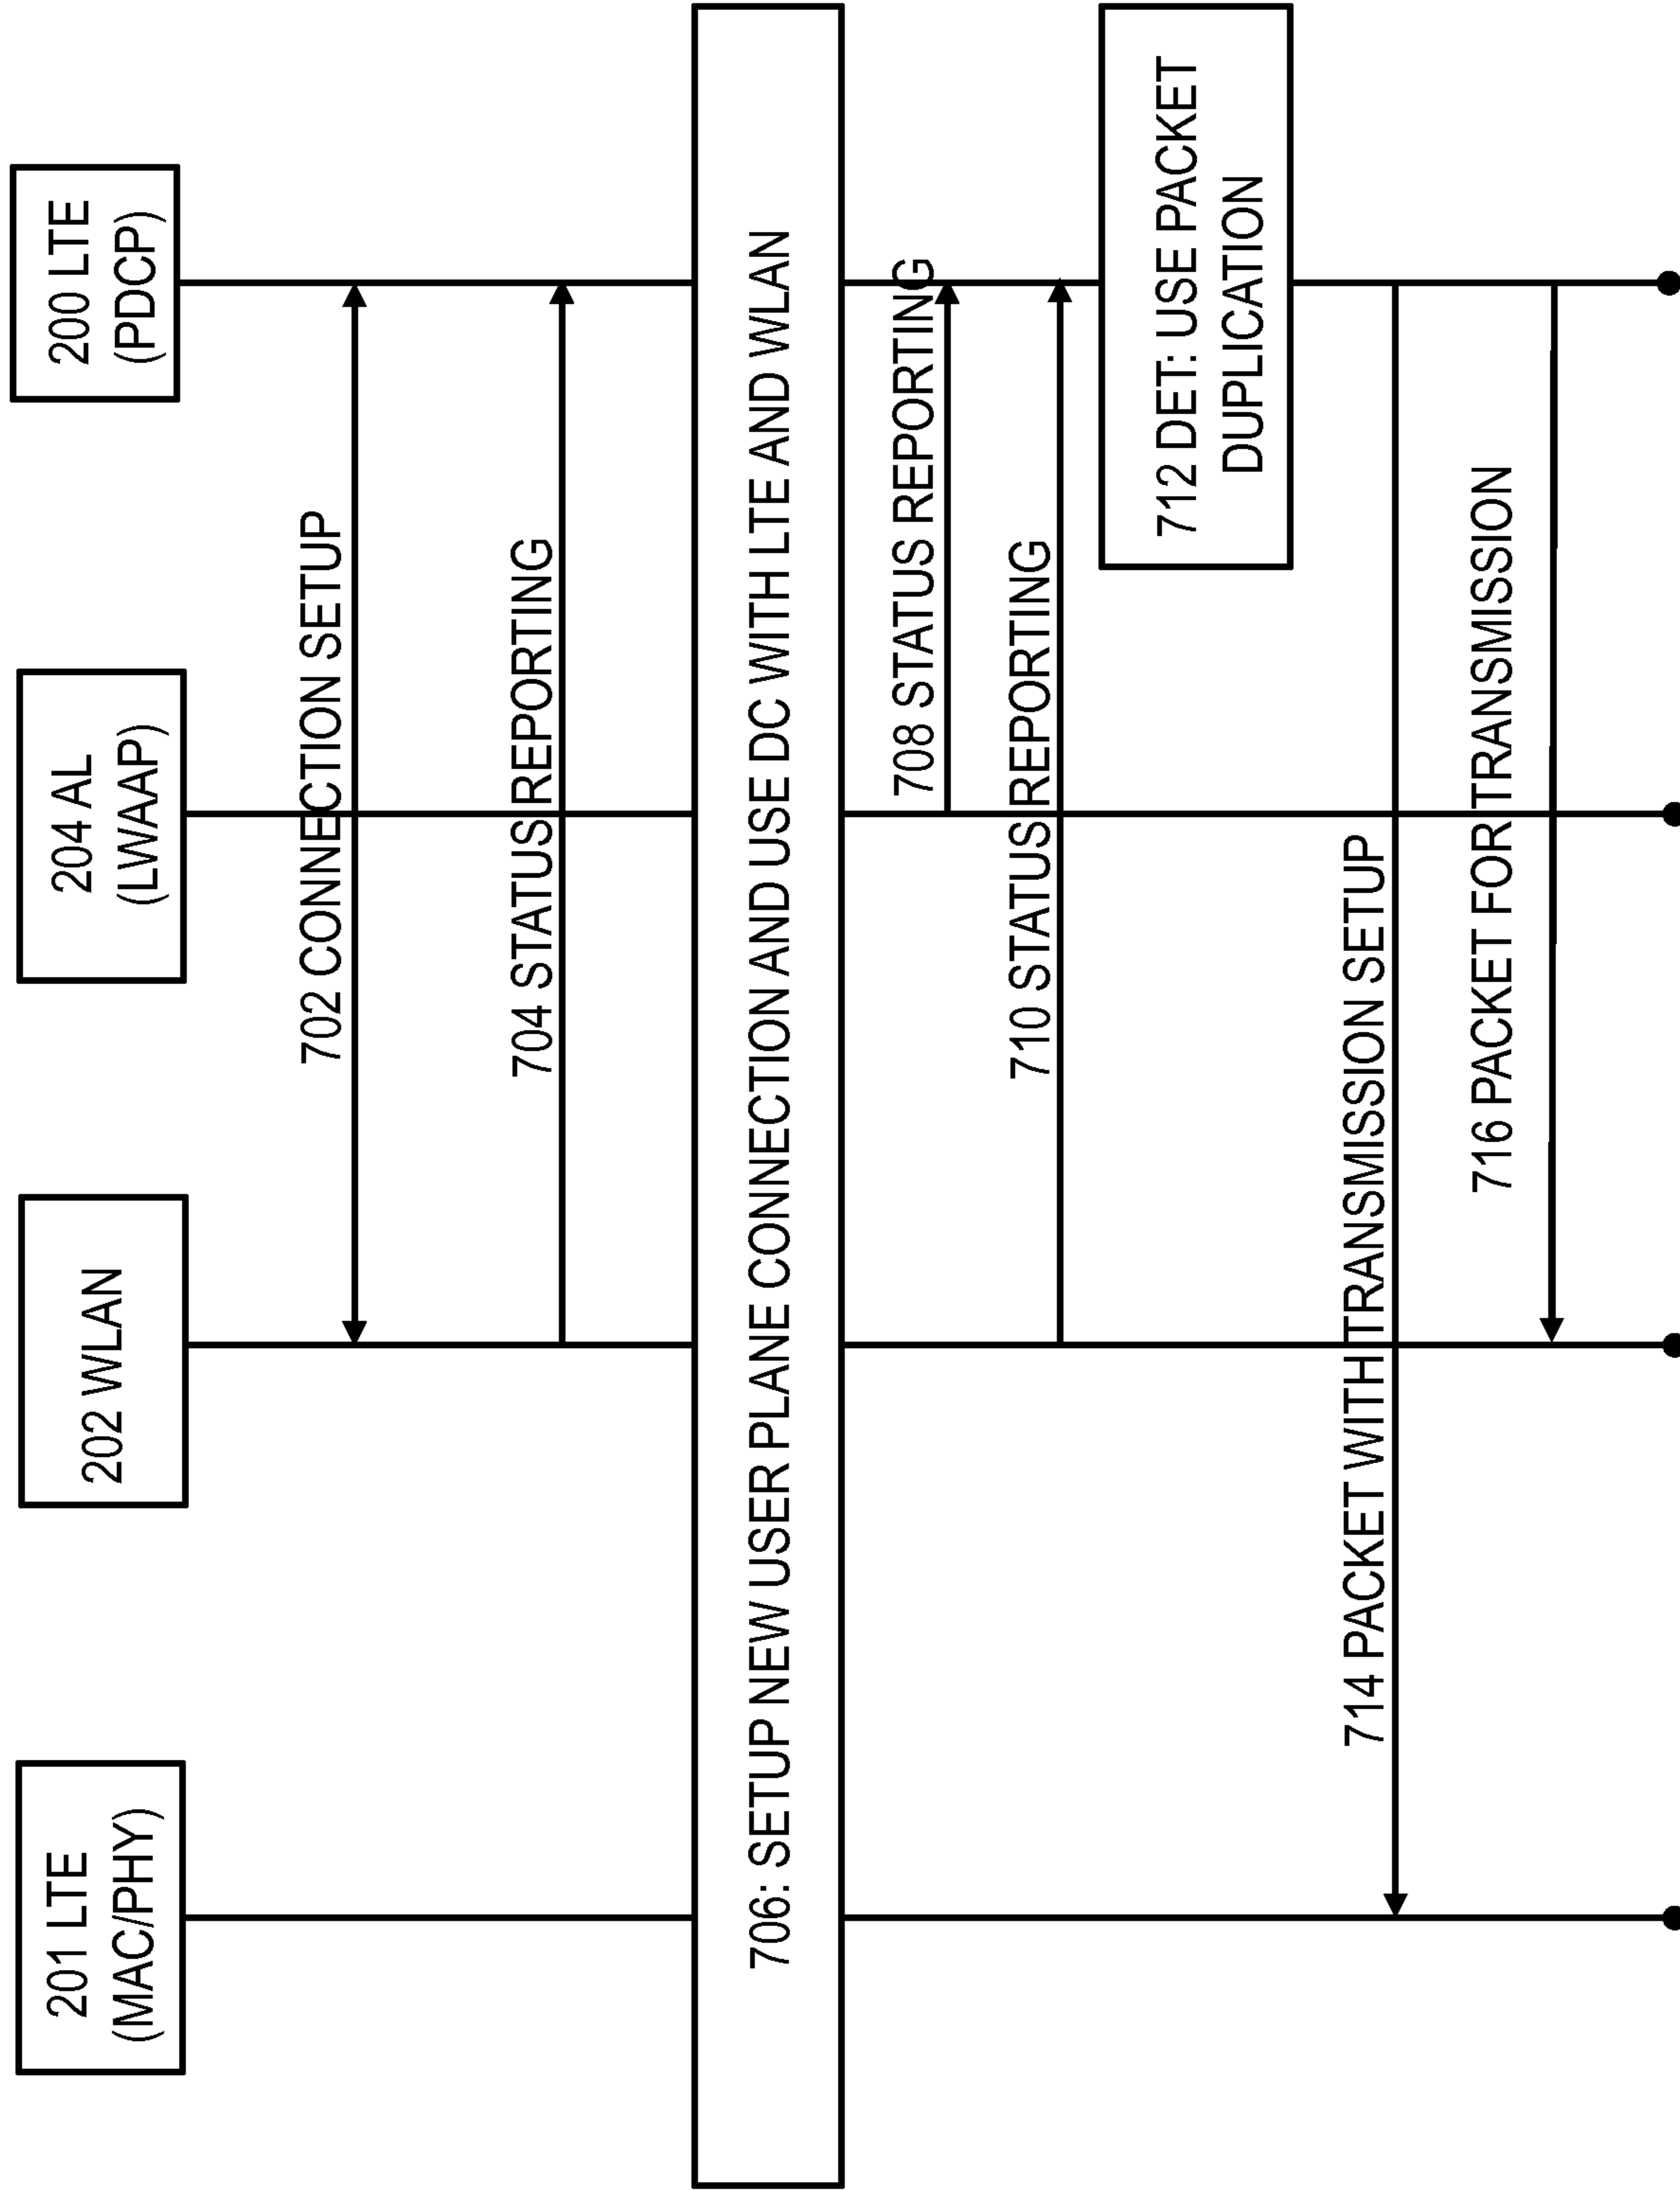 201 LTE
(MAC/PHY)
202 WLAN
204 AL
(LWAAP)
200 LTE
(PDCP)
702 CONNECTION SETUP
704 STATUS REPORTING
706: SETUP NEW USER PLANE CONNECTION AND USE DC WITH LTE AND WLAN
708 STATUS REPORTING
710 STATUS REPORTING
712 DET: USE PACKET
DUPLICATION
714 PACKET WITH TRANSMISSION SETUP
716 PACKET FOR TRANSMISSION